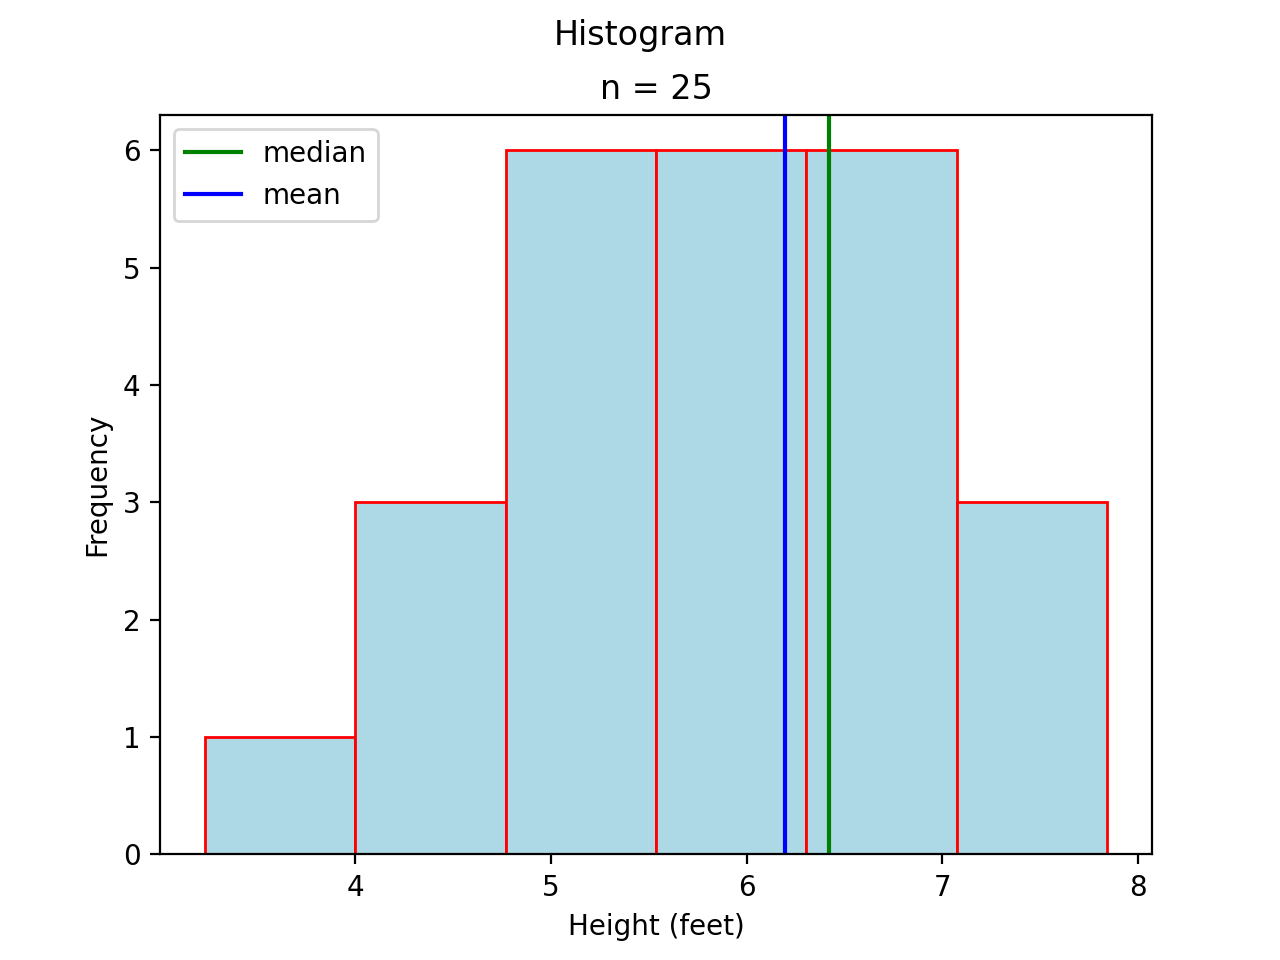 Histogram
n = 25
median
mean
6
5
4
3
2
1
0
Frequency
4 5 6 7 8
Height (feet)